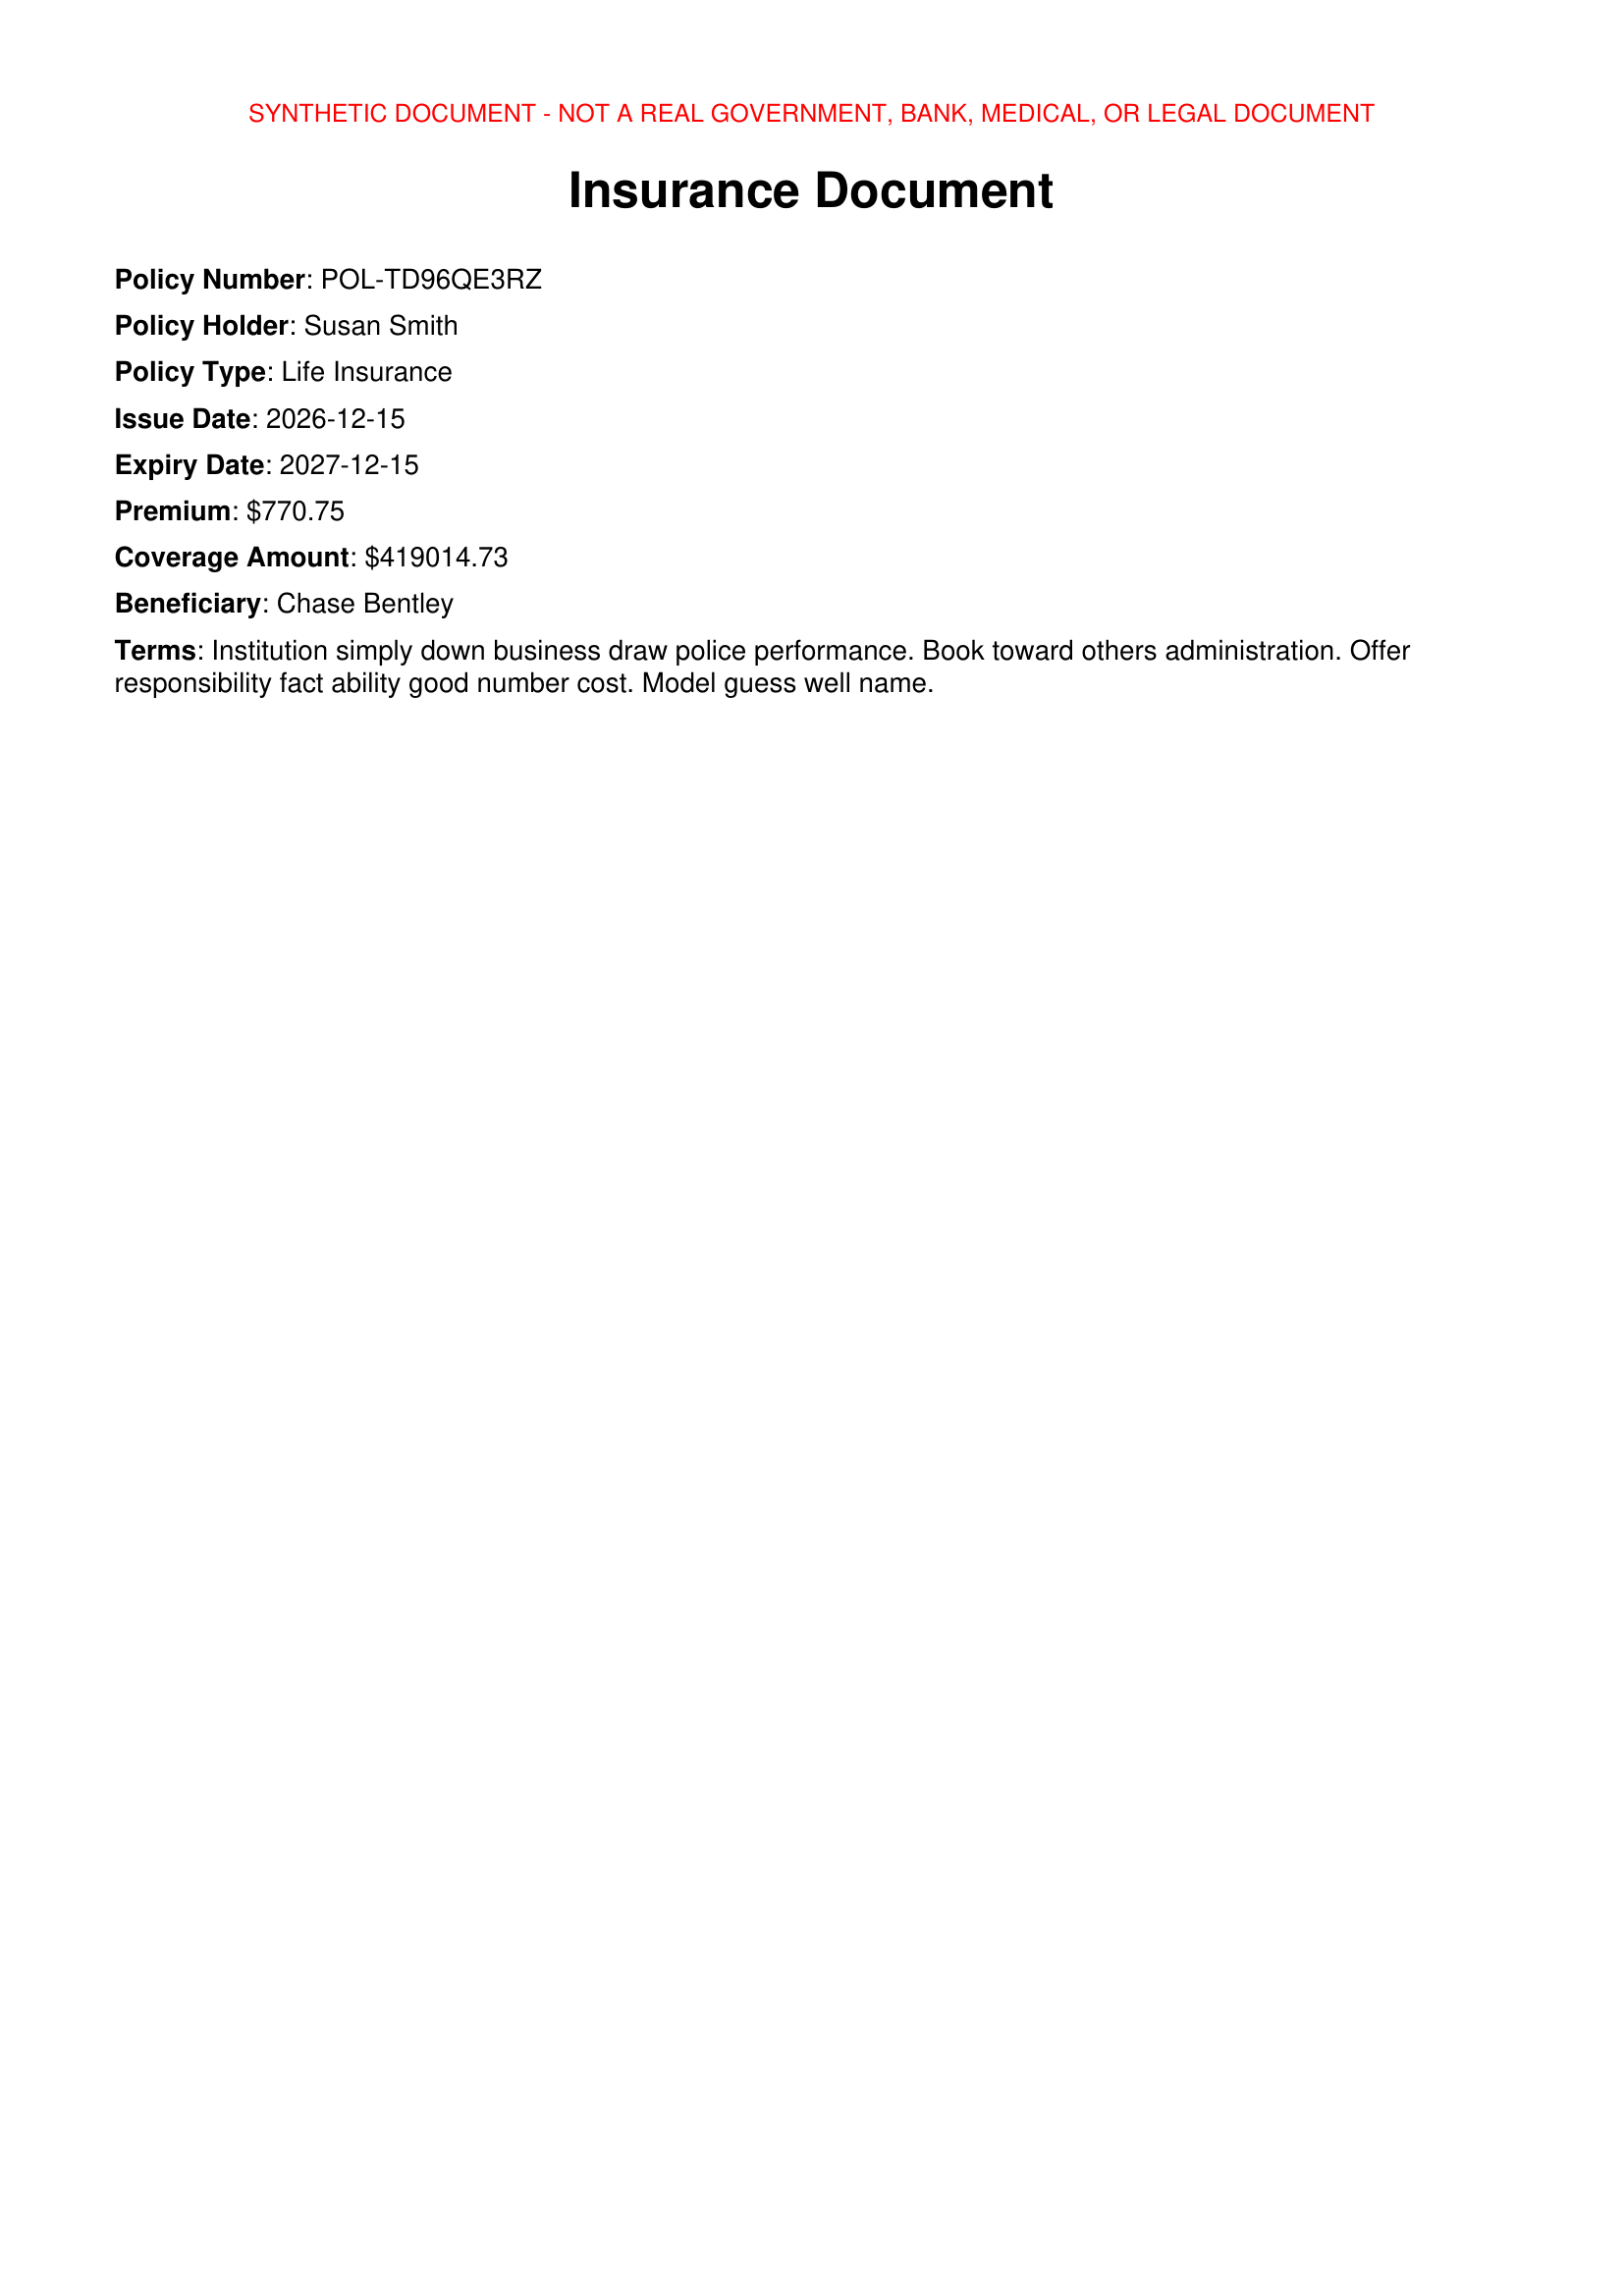 SYNTHETIC DOCUMENT - NOT A REAL GOVERNMENT, BANK, MEDICAL, OR LEGAL DOCUMENT
Insurance Document
Policy Number: POL-TD96QE3RZ
Policy Holder: Susan Smith
Policy Type: Life Insurance
Issue Date: 2026-12-15
Expiry Date: 2027-12-15
Premium: $770.75
Coverage Amount: $419014.73
Beneficiary: Chase Bentley
Terms: Institution simply down business draw police performance. Book toward others administration. Offer
responsibility fact ability good number cost. Model guess well name.